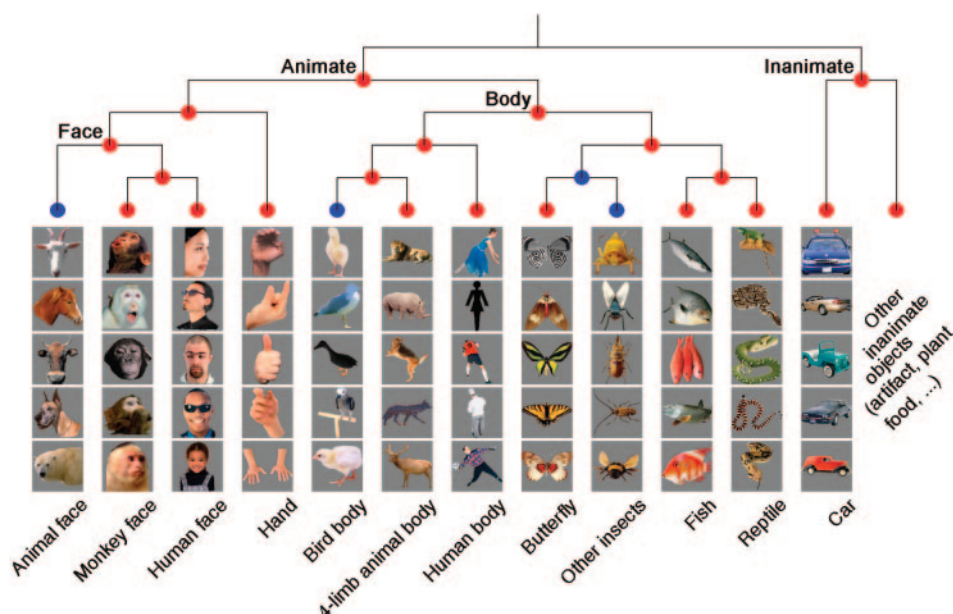 Animate
Inanimate
Body
Face
Other
inanimate
objects
(artifact, plant
food, ...)
Animal face
Monkey face
Human face
Hand
Bird body
4-limb animal body
Human body
Butterfly
Other insects
Fish
Reptile
Car